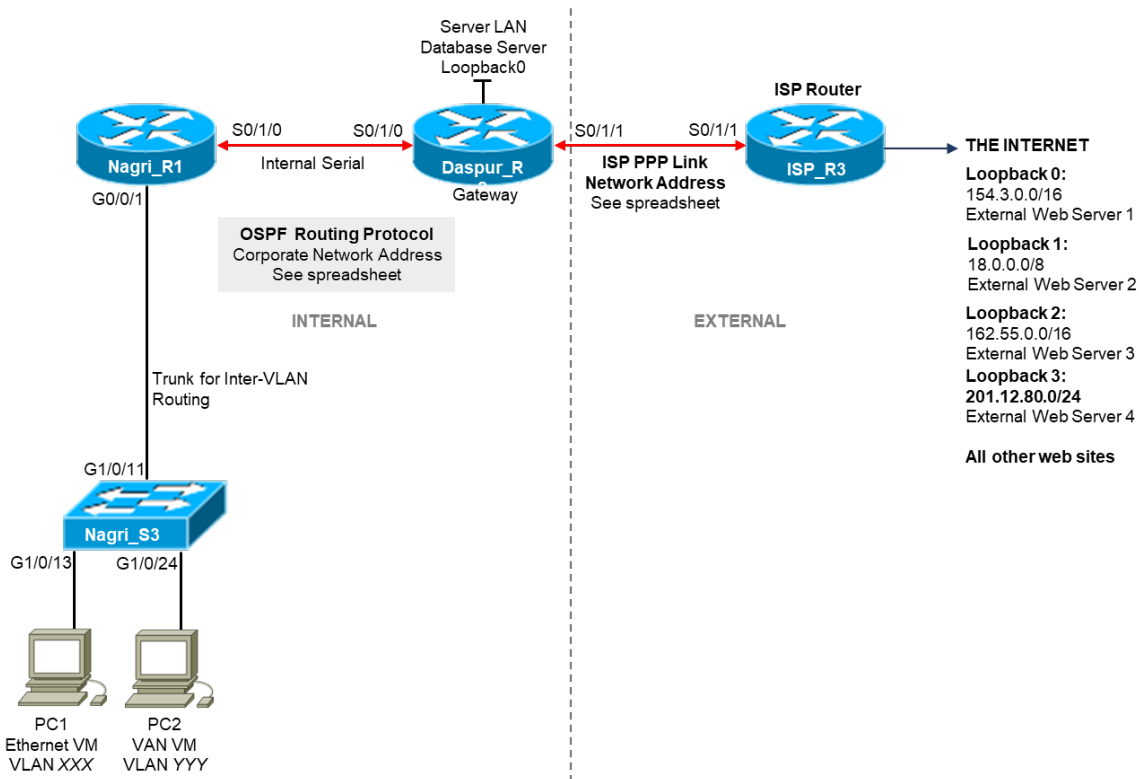 Server LAN
Database Server
Loopback0
ISP Router
S0/1/0
S0/1/0
S0/1/1
S0/1/1
Nagri_R1
Internal Serial
Daspur_R
Gateway
ISP PPP Link
Network Address
See spreadsheet
ISP_R3
THE INTERNET
Loopback 0:
154.3.0.0/16
External Web Server 1
Loopback 1:
18.0.0.0/8
External Web Server 2
Loopback 2:
162.55.0.0/16
External Web Server 3
Loopback 3:
201.12.80.0/24
External Web Server 4
All other web sites
G0/0/1
OSPF Routing Protocol
Corporate Network Address
See spreadsheet
INTERNAL
EXTERNAL
Trunk for Inter-VLAN
Routing
G1/0/11
Nagri_S3
G1/0/13
G1/0/24
PC1
Ethernet VM
VLAN XXX
PC2
VAN VM
VLAN YYY